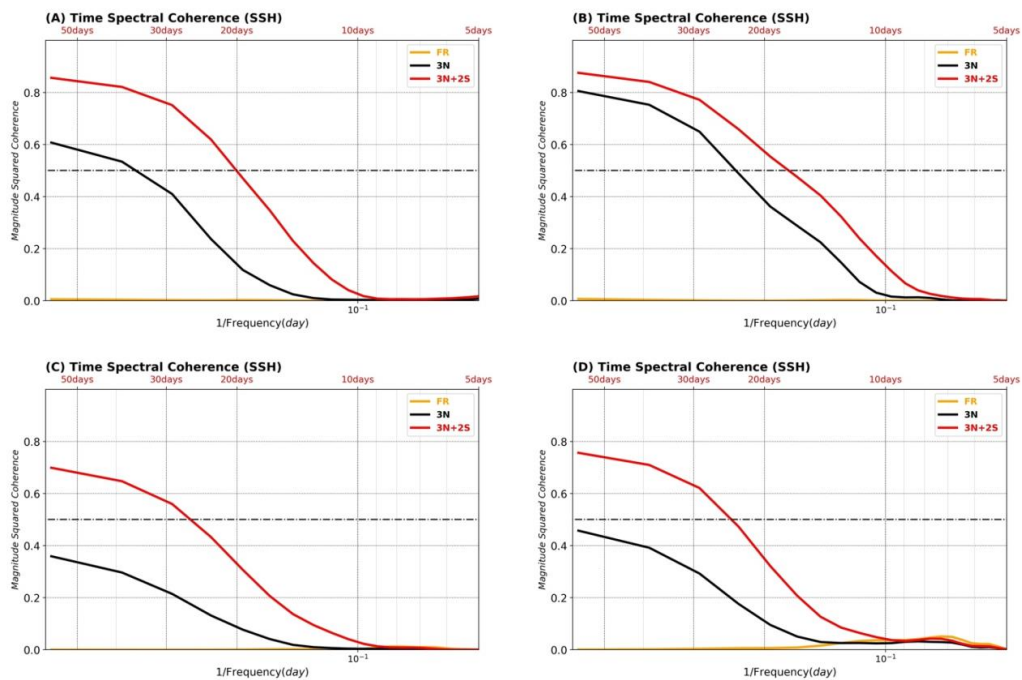 (A) Time Spectral Coherence (SSH)
50days 30days 20days 10days 5days
FR
3N
3N+2S
Magnitude Squared Coherence
0.8
0.6
0.4
0.2
0.0
10⁻¹
1/Frequency(day)
(B) Time Spectral Coherence (SSH)
50days 30days 20days 10days 5days
FR
3N
3N+2S
Magnitude Squared Coherence
0.8
0.6
0.4
0.2
0.0
10⁻¹
1/Frequency(day)
(C) Time Spectral Coherence (SSH)
50days 30days 20days 10days 5days
FR
3N
3N+2S
Magnitude Squared Coherence
0.8
0.6
0.4
0.2
0.0
10⁻¹
1/Frequency(day)
(D) Time Spectral Coherence (SSH)
50days 30days 20days 10days 5days
FR
3N
3N+2S
Magnitude Squared Coherence
0.8
0.6
0.4
0.2
0.0
10⁻¹
1/Frequency(day)